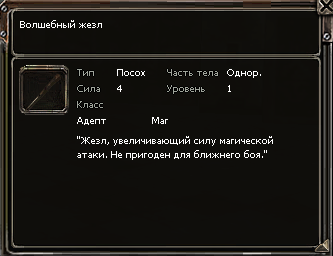 Волшебный жезл
Тип Посох Часть тела Однор.
Сила 4 Уровень 1
Класс
Адепт Маг
"Жезл, увеличивающий силу магической
атаки. Не пригоден для ближнего боя."